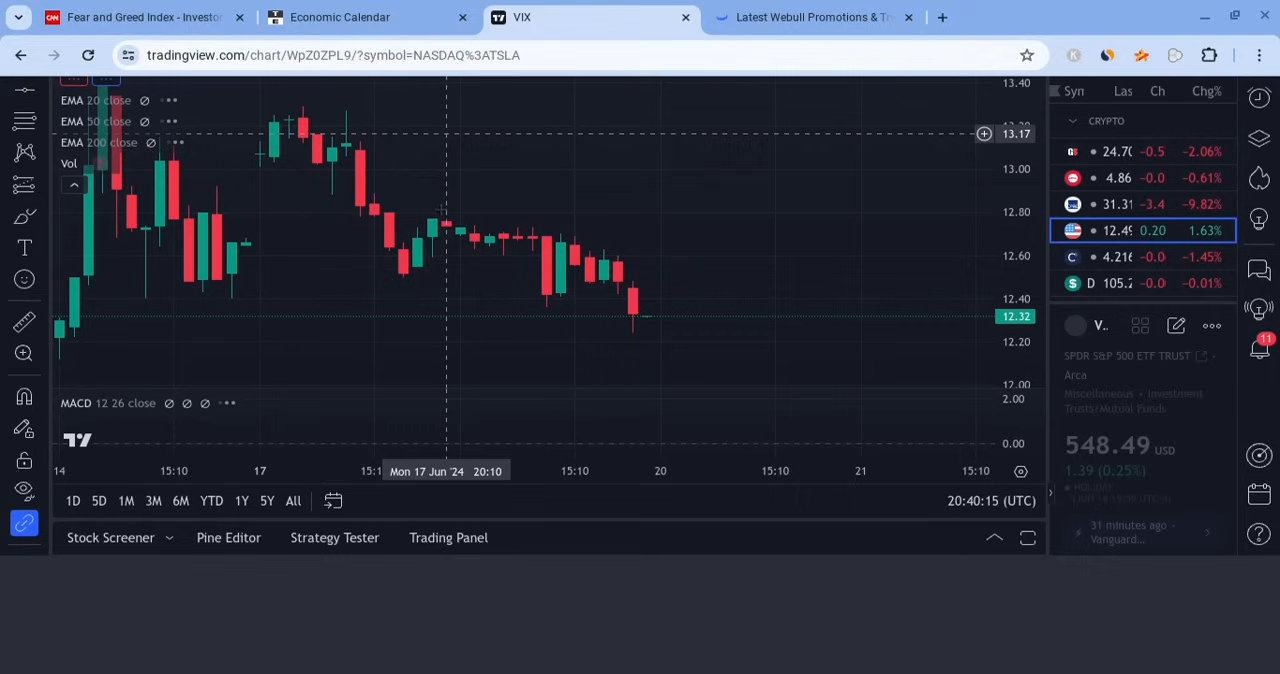 Fear and Greed Index - Investo
Economic Calendar
VIX
Latest Webull Promotions & Tr
tradingview.com/chart/WpZ0ZPL9/?symbol=NASDAQ%3ATSLA
EMA 20 close
EMA 50 close
EMA 200 close
Vol
13.40
13.17
13.00
12.80
12.60
12.40
12.32
12.20
12.00
MACD 12 26 close
2.00
0.00
14 15:10 17 15:1 Mon 17 Jun '24 20:10 15:10 20 15:10 21 15:10
1D 5D 1M 3M 6M YTD 1Y 5Y All
20:40:15 (UTC)
Stock Screener Pine Editor Strategy Tester Trading Panel
Syn Las Ch Chg%
CRYPTO
24.70 -0.5 -2.06%
4.86 -0.0 -0.61%
31.31 -3.4 -9.82%
12.49 0.20 1.63%
4.216 -0.0 -1.45%
D 105.2 -0.0 -0.01%
V..
SPDR S&P 500 ETF TRUST
Arca
Miscellaneous • Investment
Trusts/Mutual Funds
548.49 USD
1.39 (0.25%)
31 minutes ago
Vanguard...
11